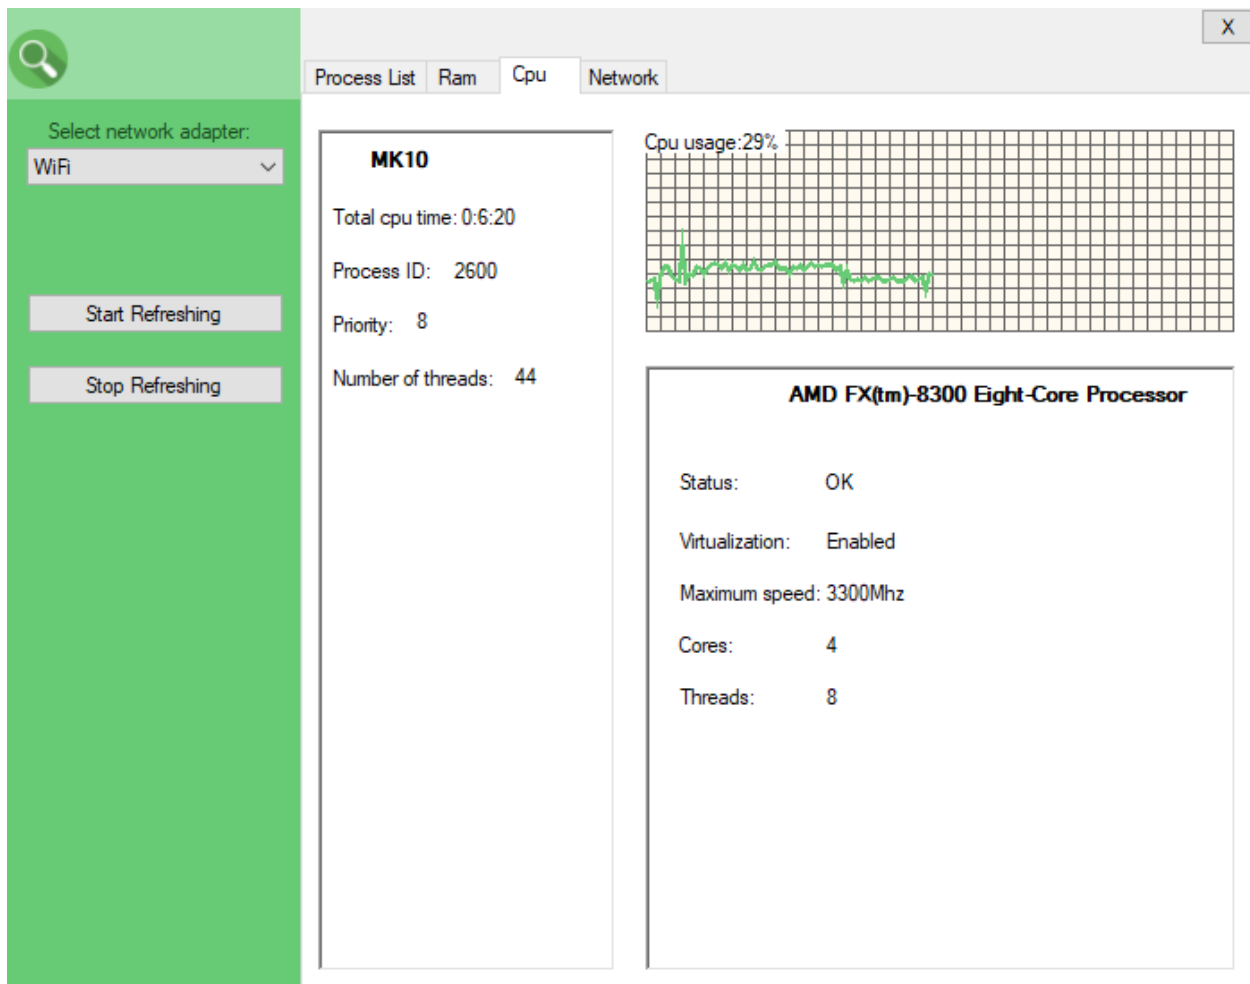 X
Process List Ram Cpu Network
Select network adapter:
WiFi
Start Refreshing
Stop Refreshing
MK10
Total cpu time: 0:6:20
Process ID: 2600
Priority: 8
Number of threads: 44
Cpu usage:29%
AMD FX(tm)-8300 Eight-Core Processor
Status: OK
Virtualization: Enabled
Maximum speed: 3300Mhz
Cores: 4
Threads: 8